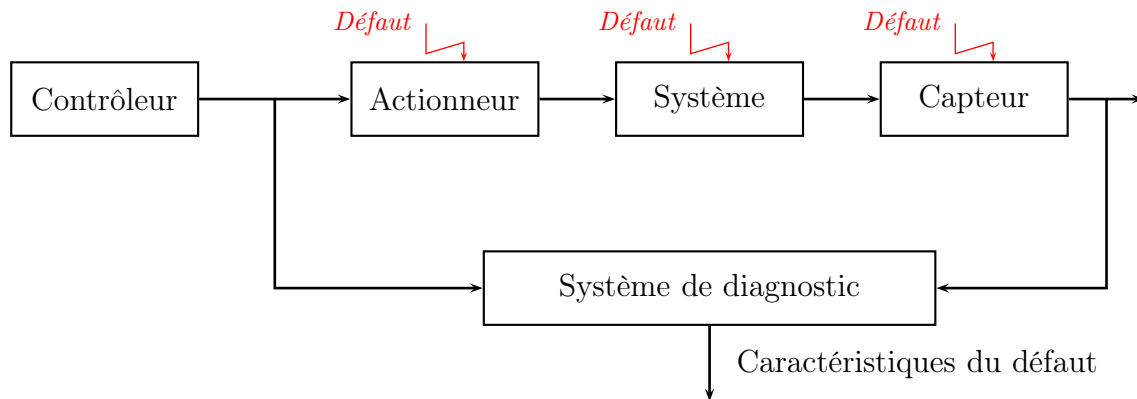 Défaut
Défaut
Défaut
Contrôleur
Actionneur
Système
Capteur
Système de diagnostic
Caractéristiques du défaut